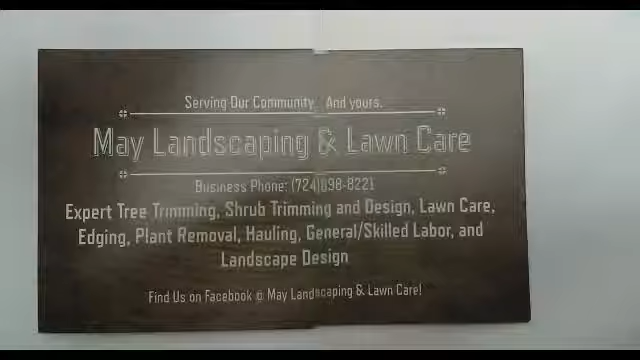 Serving Our Community. And yours.
May Landscaping & Lawn Care
Business Phone: (724)898-8221
Expert Tree Trimming, Shrub Trimming and Design, Lawn Care,
Edging, Plant Removal, Hauling, General/Skilled Labor, and
Landscape Design
Find Us on Facebook @ May Landscaping & Lawn Care!